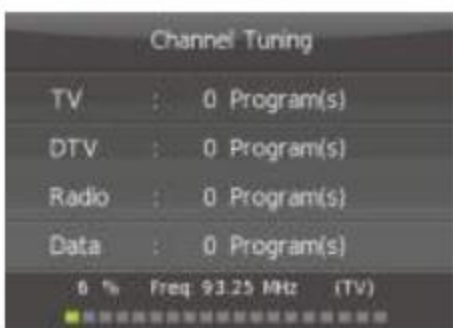 Channel Tuning
TV : 0 Program(s)
DTV : 0 Program(s)
Radio : 0 Program(s)
Data : 0 Program(s)
6 % Freq 93.25 MHz (TV)